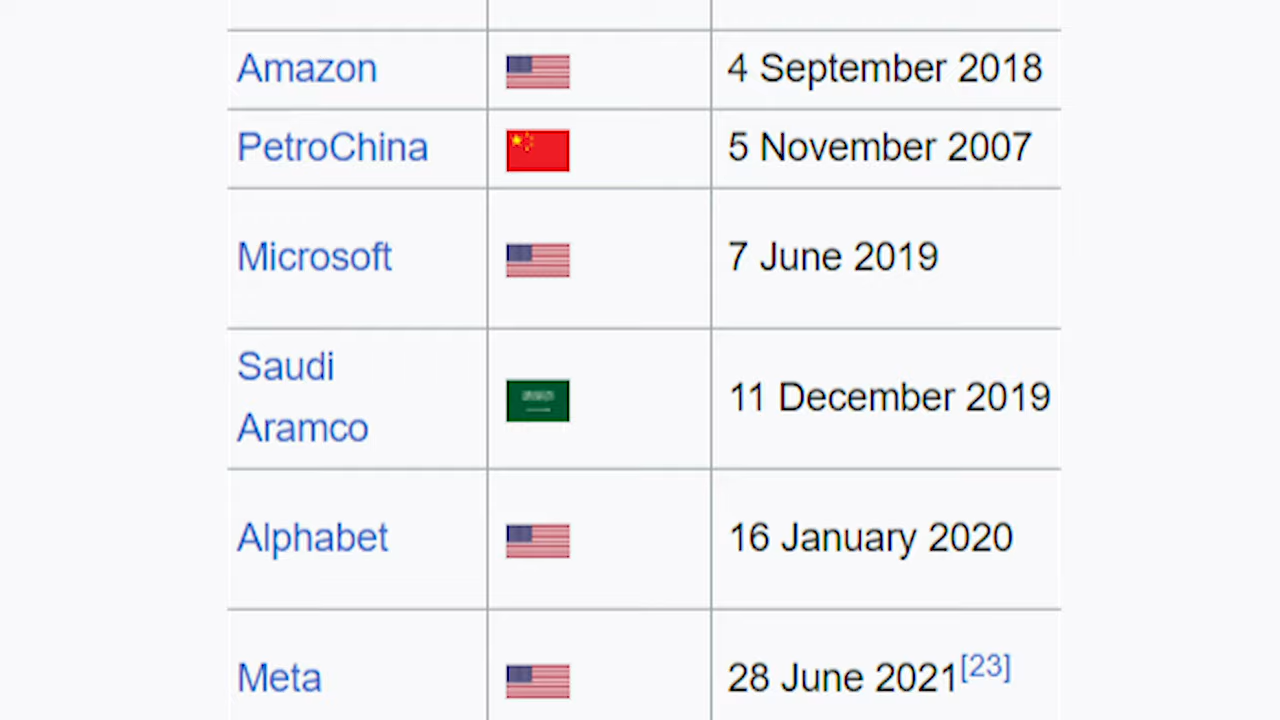 Amazon 4 September 2018
PetroChina 5 November 2007
Microsoft 7 June 2019
Saudi
Aramco 11 December 2019
Alphabet 16 January 2020
Meta 28 June 2021[23]